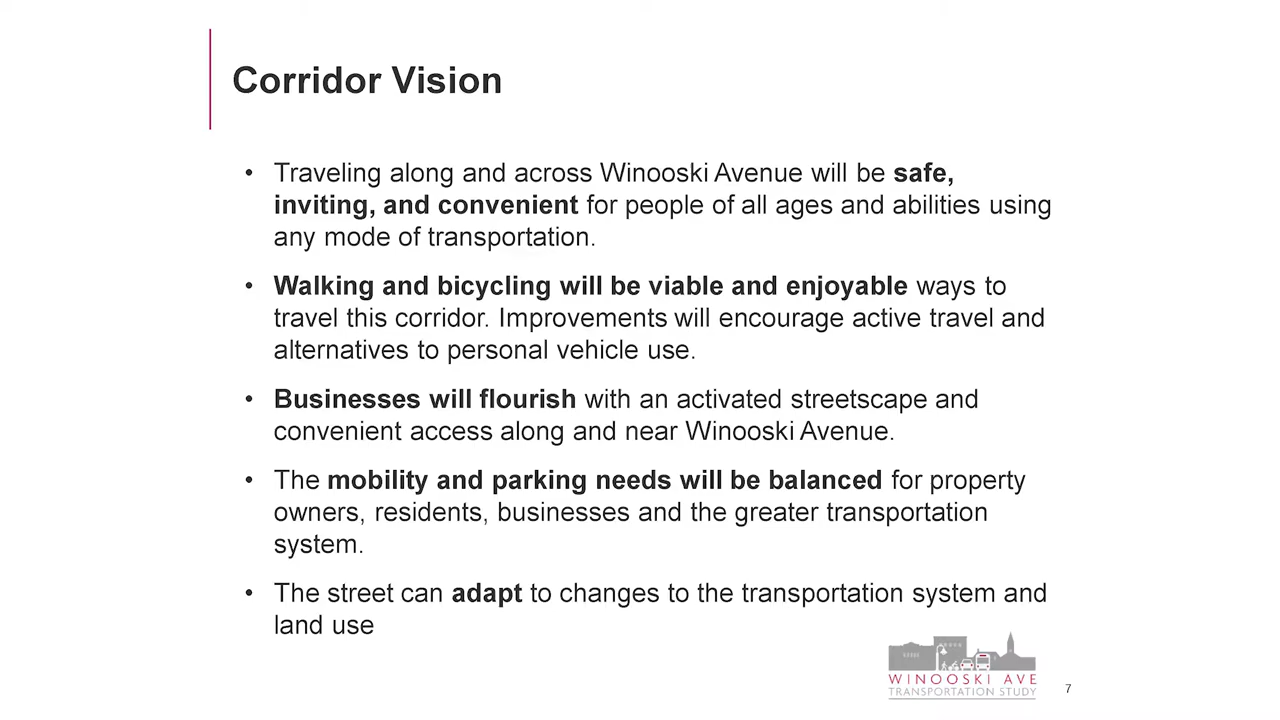 Corridor Vision
• Traveling along and across Winooski Avenue will be safe,
inviting, and convenient for people of all ages and abilities using
any mode of transportation.
• Walking and bicycling will be viable and enjoyable ways to
travel this corridor. Improvements will encourage active travel and
alternatives to personal vehicle use.
• Businesses will flourish with an activated streetscape and
convenient access along and near Winooski Avenue.
• The mobility and parking needs will be balanced for property
owners, residents, businesses and the greater transportation
system.
• The street can adapt to changes to the transportation system and
land use
WINOOSKI AVE
TRANSPORTATION STUDY
7